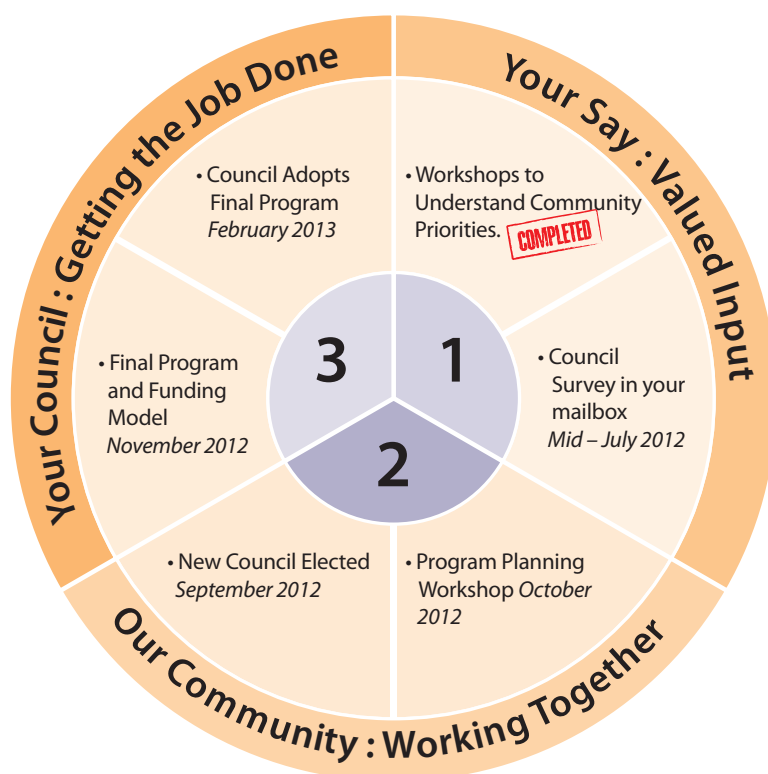 Your Say : Valued Input
1
• Workshops to
Understand Community
Priorities.
COMPLETED
• Council
Survey in your
mailbox
Mid – July 2012
Our Community : Working Together
2
• New Council Elected
September 2012
• Program Planning
Workshop October
2012
Your Council : Getting the Job Done
3
• Final Program
and Funding
Model
November 2012
• Council Adopts
Final Program
February 2013